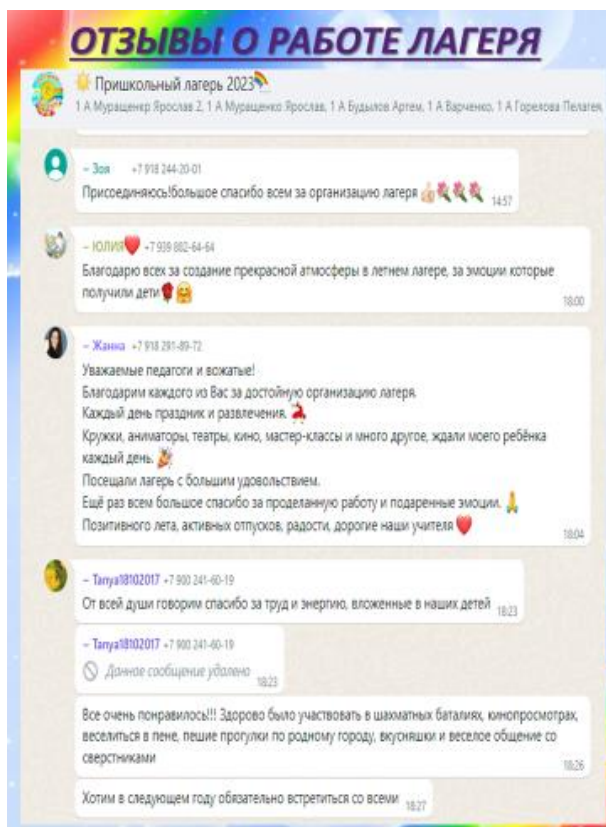 ОТЗЫВЫ О РАБОТЕ ЛАГЕРЯ
Пришкольный лагерь 2023
1 А Муращенкр Ярослав 2, 1 А Муращенко Ярослав, 1 А Будылов Артем, 1 А Варченко, 1 А Горелова Пелагея,
~ Зоя +7 918 244-20-01
Присоединяюсь!большое спасибо всем за организацию лагеря 👍🏻💐💐💐 14:57
~ ЮЛИЯ❤️ +7 939 802-64-64
Благодарю всех за создание прекрасной атмосферы в летнем лагере, за эмоции которые
получили дети🌹🤗 18:00
~ Жанна +7 918 291-89-72
Уважаемые педагоги и вожатые!
Благодарим каждого из Вас за достойную организацию лагеря.
Каждый день праздник и развлечения. 💃
Кружки, аниматоры, театры, кино, мастер-классы и много другое, ждали моего ребёнка
каждый день. 🎉
Посещали лагерь с большим удовольствием.
Ещё раз всем большое спасибо за проделанную работу и подаренные эмоции. 🙏
Позитивного лета, активных отпусков, радости, дорогие наши учителя ❤️ 18:04
~ Tanya18102017 +7 900 241-60-19
От всей души говорим спасибо за труд и энергию, вложенные в наших детей 18:23
~ Tanya18102017 +7 900 241-60-19
Данное сообщение удалено 18:23
Все очень понравилось!!! Здорово было участвовать в шахматных баталиях, кинопросмотрах,
веселиться в пене, пешие прогулки по родному городу, вкусняшки и веселое общение со
сверстниками 18:26
Хотим в следующем году обязательно встретиться со всеми 18:27